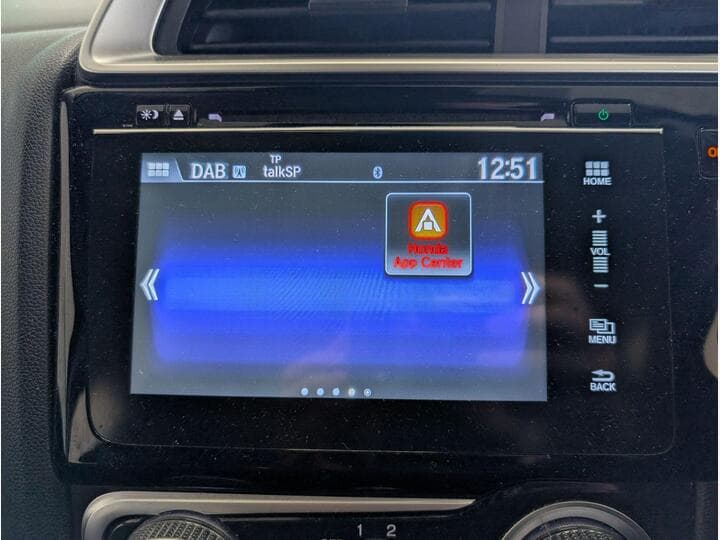 TP
DAB talkSP 12:51
HOME
Honda
App Center
+
VOL
-
MENU
BACK
1 2